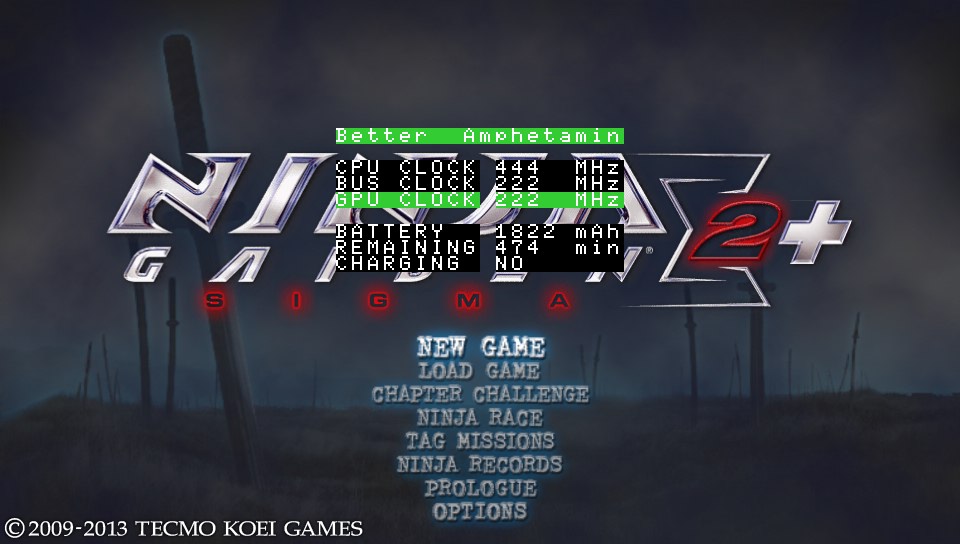 Better Amphetamin
CPU CLOCK 444 MHz
BUS CLOCK 222 MHz
GPU CLOCK 222 MHz
BATTERY 1822 mAh
REMAINING 474 min
CHARGING NO
NINJA
GAIDEN ® Σ2+
SIGMA
NEW GAME
LOAD GAME
CHAPTER CHALLENGE
NINJA RACE
TAG MISSIONS
NINJA RECORDS
PROLOGUE
OPTIONS
©2009-2013 TECMO KOEI GAMES